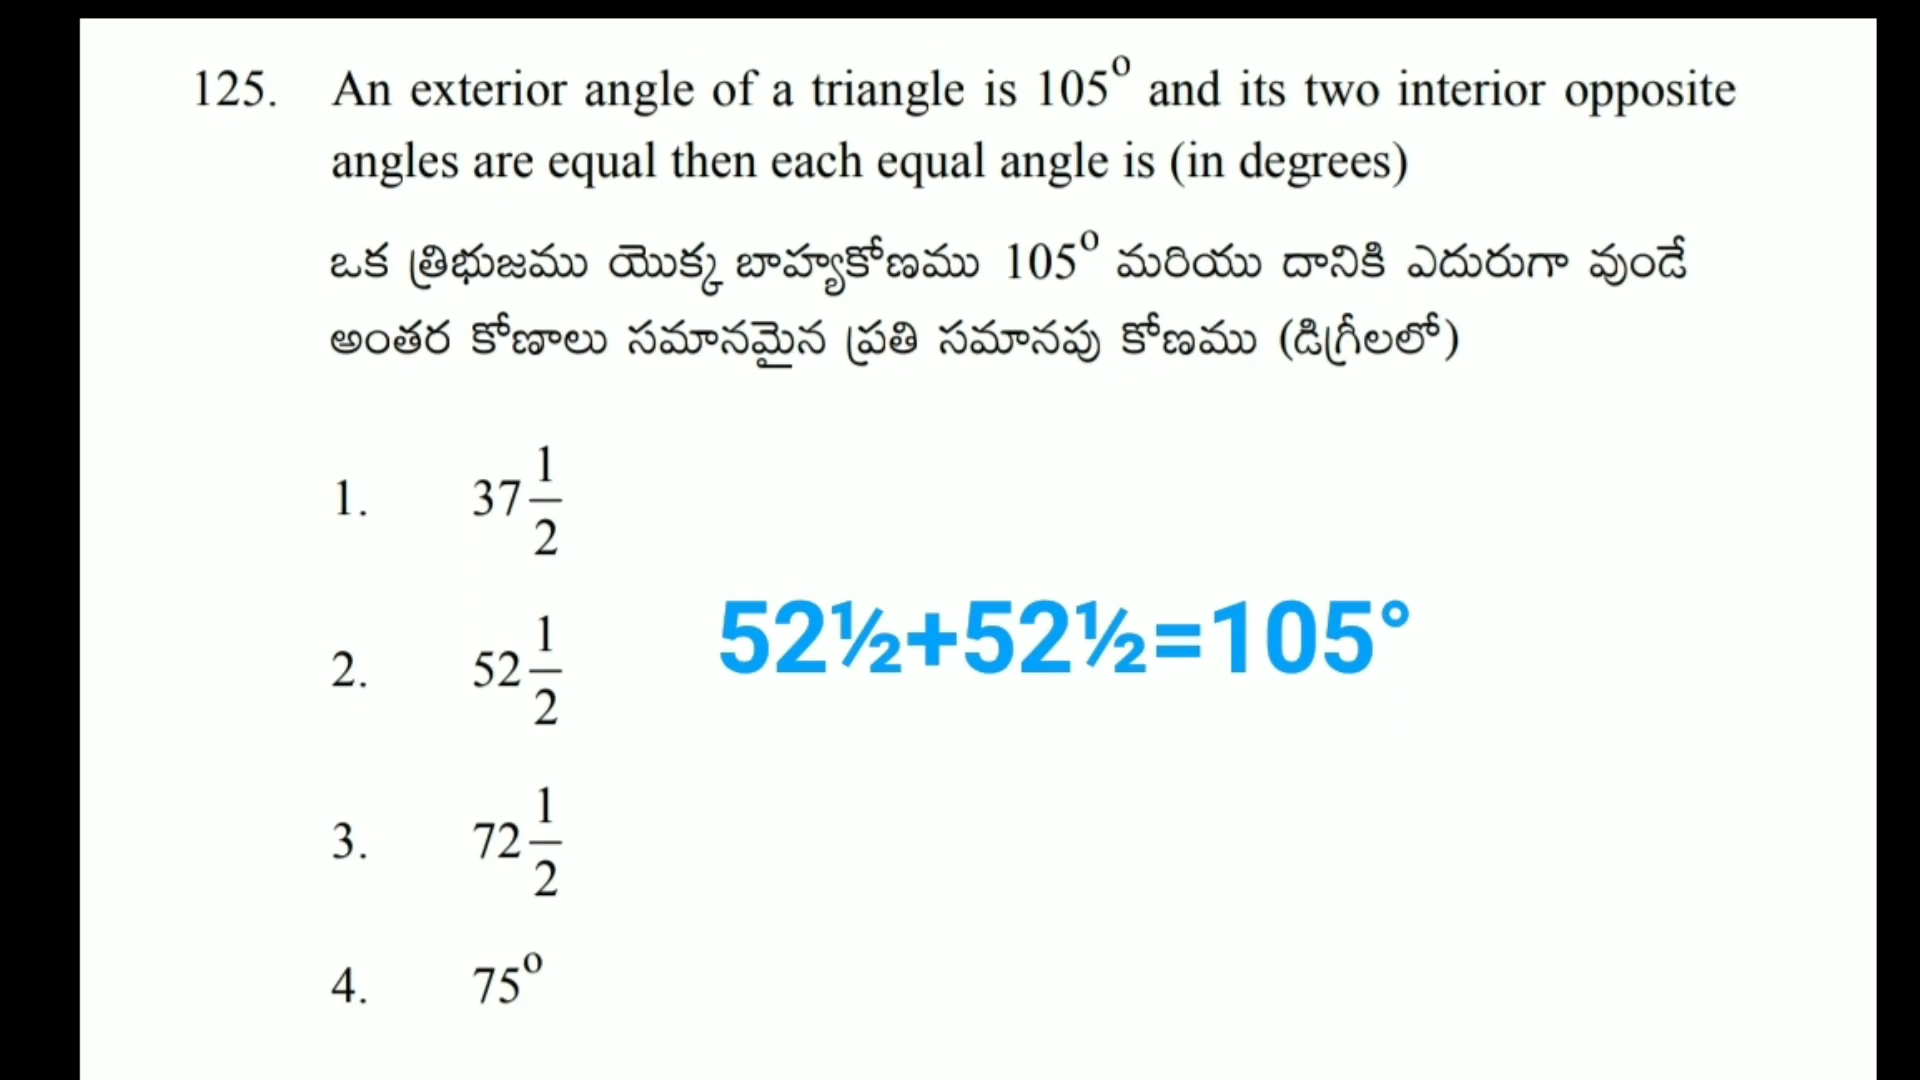 125. An exterior angle of a triangle is 105° and its two interior opposite
angles are equal then each equal angle is (in degrees)
ఒక త్రిభుజము యొక్క బాహ్యకోణము 105° మరియు దానికి ఎదురుగా వుండే
అంతర కోణాలు సమానమైన ప్రతి సమానపు కోణము (డిగ్రీలలో)
1. 37 1/2
2. 52 1/2
52½+52½=105°
3. 72 1/2
4. 75°